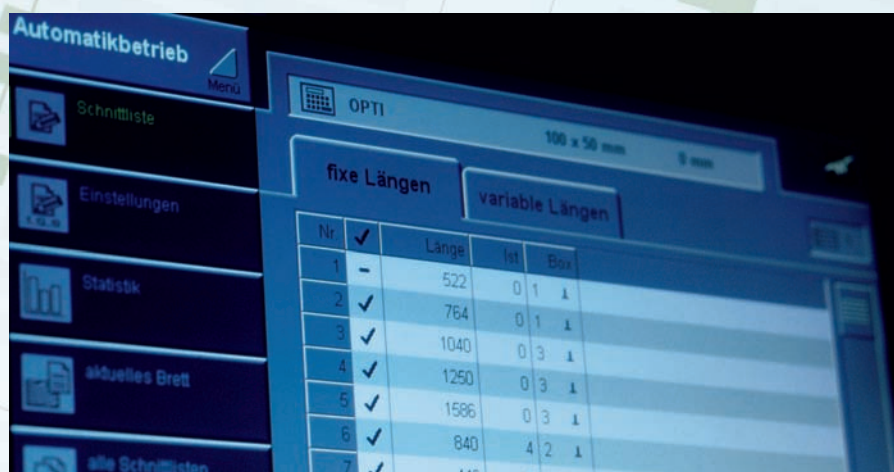 Automatikbetrieb
Menü
Schnittliste
Einstellungen
Statistik
aktuelles Brett
alle Schnittlisten
OPTI
100 x 50 mm 0 mm
fixe Längen variable Längen
Nr. ✓ Länge Ist Box
1 – 522 0 1
2 ✓ 764 0 1
3 ✓ 1040 0 3
4 ✓ 1250 0 3
5 ✓ 1586 0 3
6 ✓ 840 4 2
7 ✓